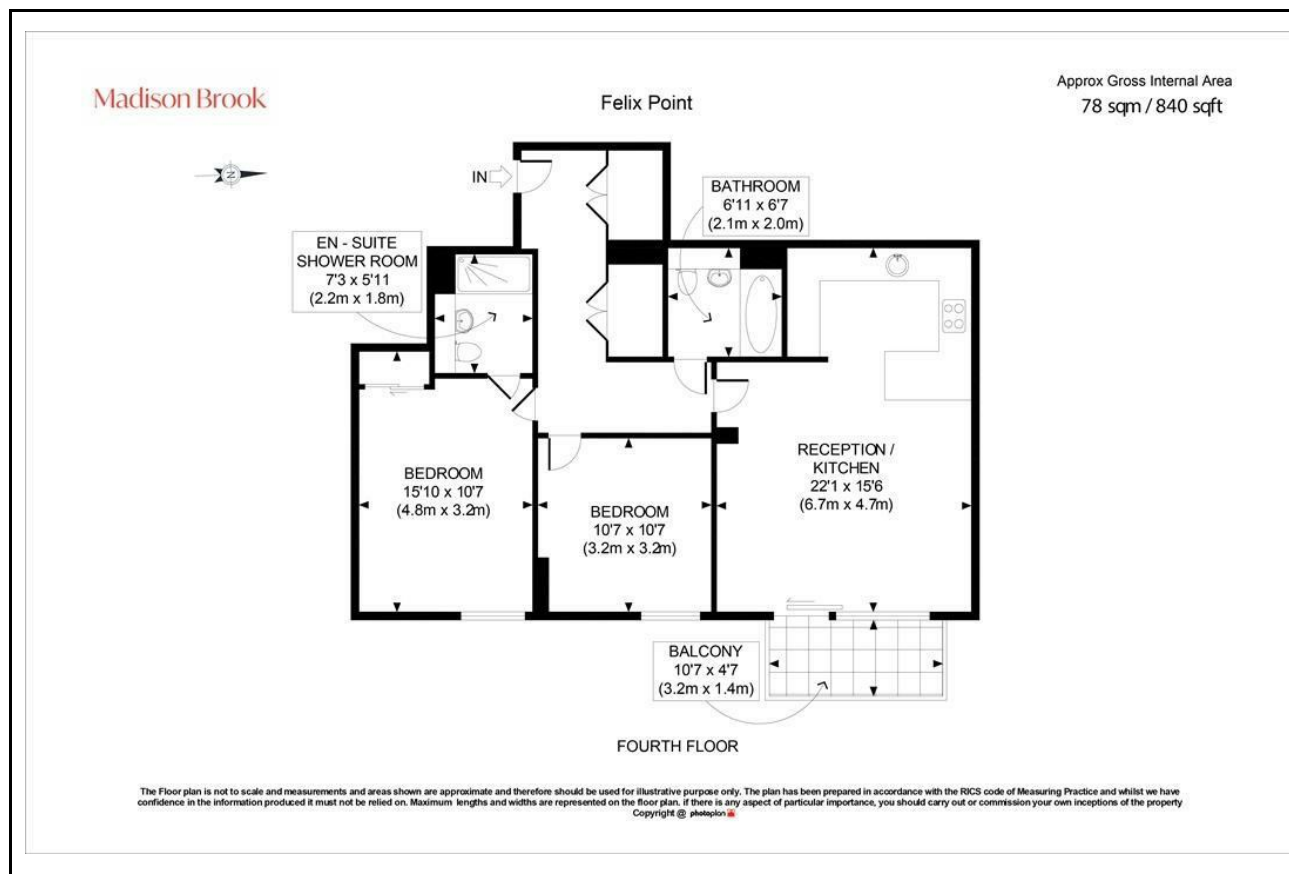 Madison Brook
Felix Point
Approx Gross Internal Area
78 sqm / 840 sqft
N
IN
BATHROOM
6'11 x 6'7
(2.1m x 2.0m)
EN - SUITE
SHOWER ROOM
7'3 x 5'11
(2.2m x 1.8m)
BEDROOM
15'10 x 10'7
(4.8m x 3.2m)
BEDROOM
10'7 x 10'7
(3.2m x 3.2m)
RECEPTION /
KITCHEN
22'1 x 15'6
(6.7m x 4.7m)
BALCONY
10'7 x 4'7
(3.2m x 1.4m)
FOURTH FLOOR
The Floor plan is not to scale and measurements and areas shown are approximate and therefore should be used for illustrative purpose only. The plan has been prepared in accordance with the RICS code of Measuring Practice and whilst we have
confidence in the information produced it must not be relied on. Maximum lengths and widths are represented on the floor plan. if there is any aspect of particular importance, you should carry out or commission your own inceptions of the property
Copyright @ photoplan